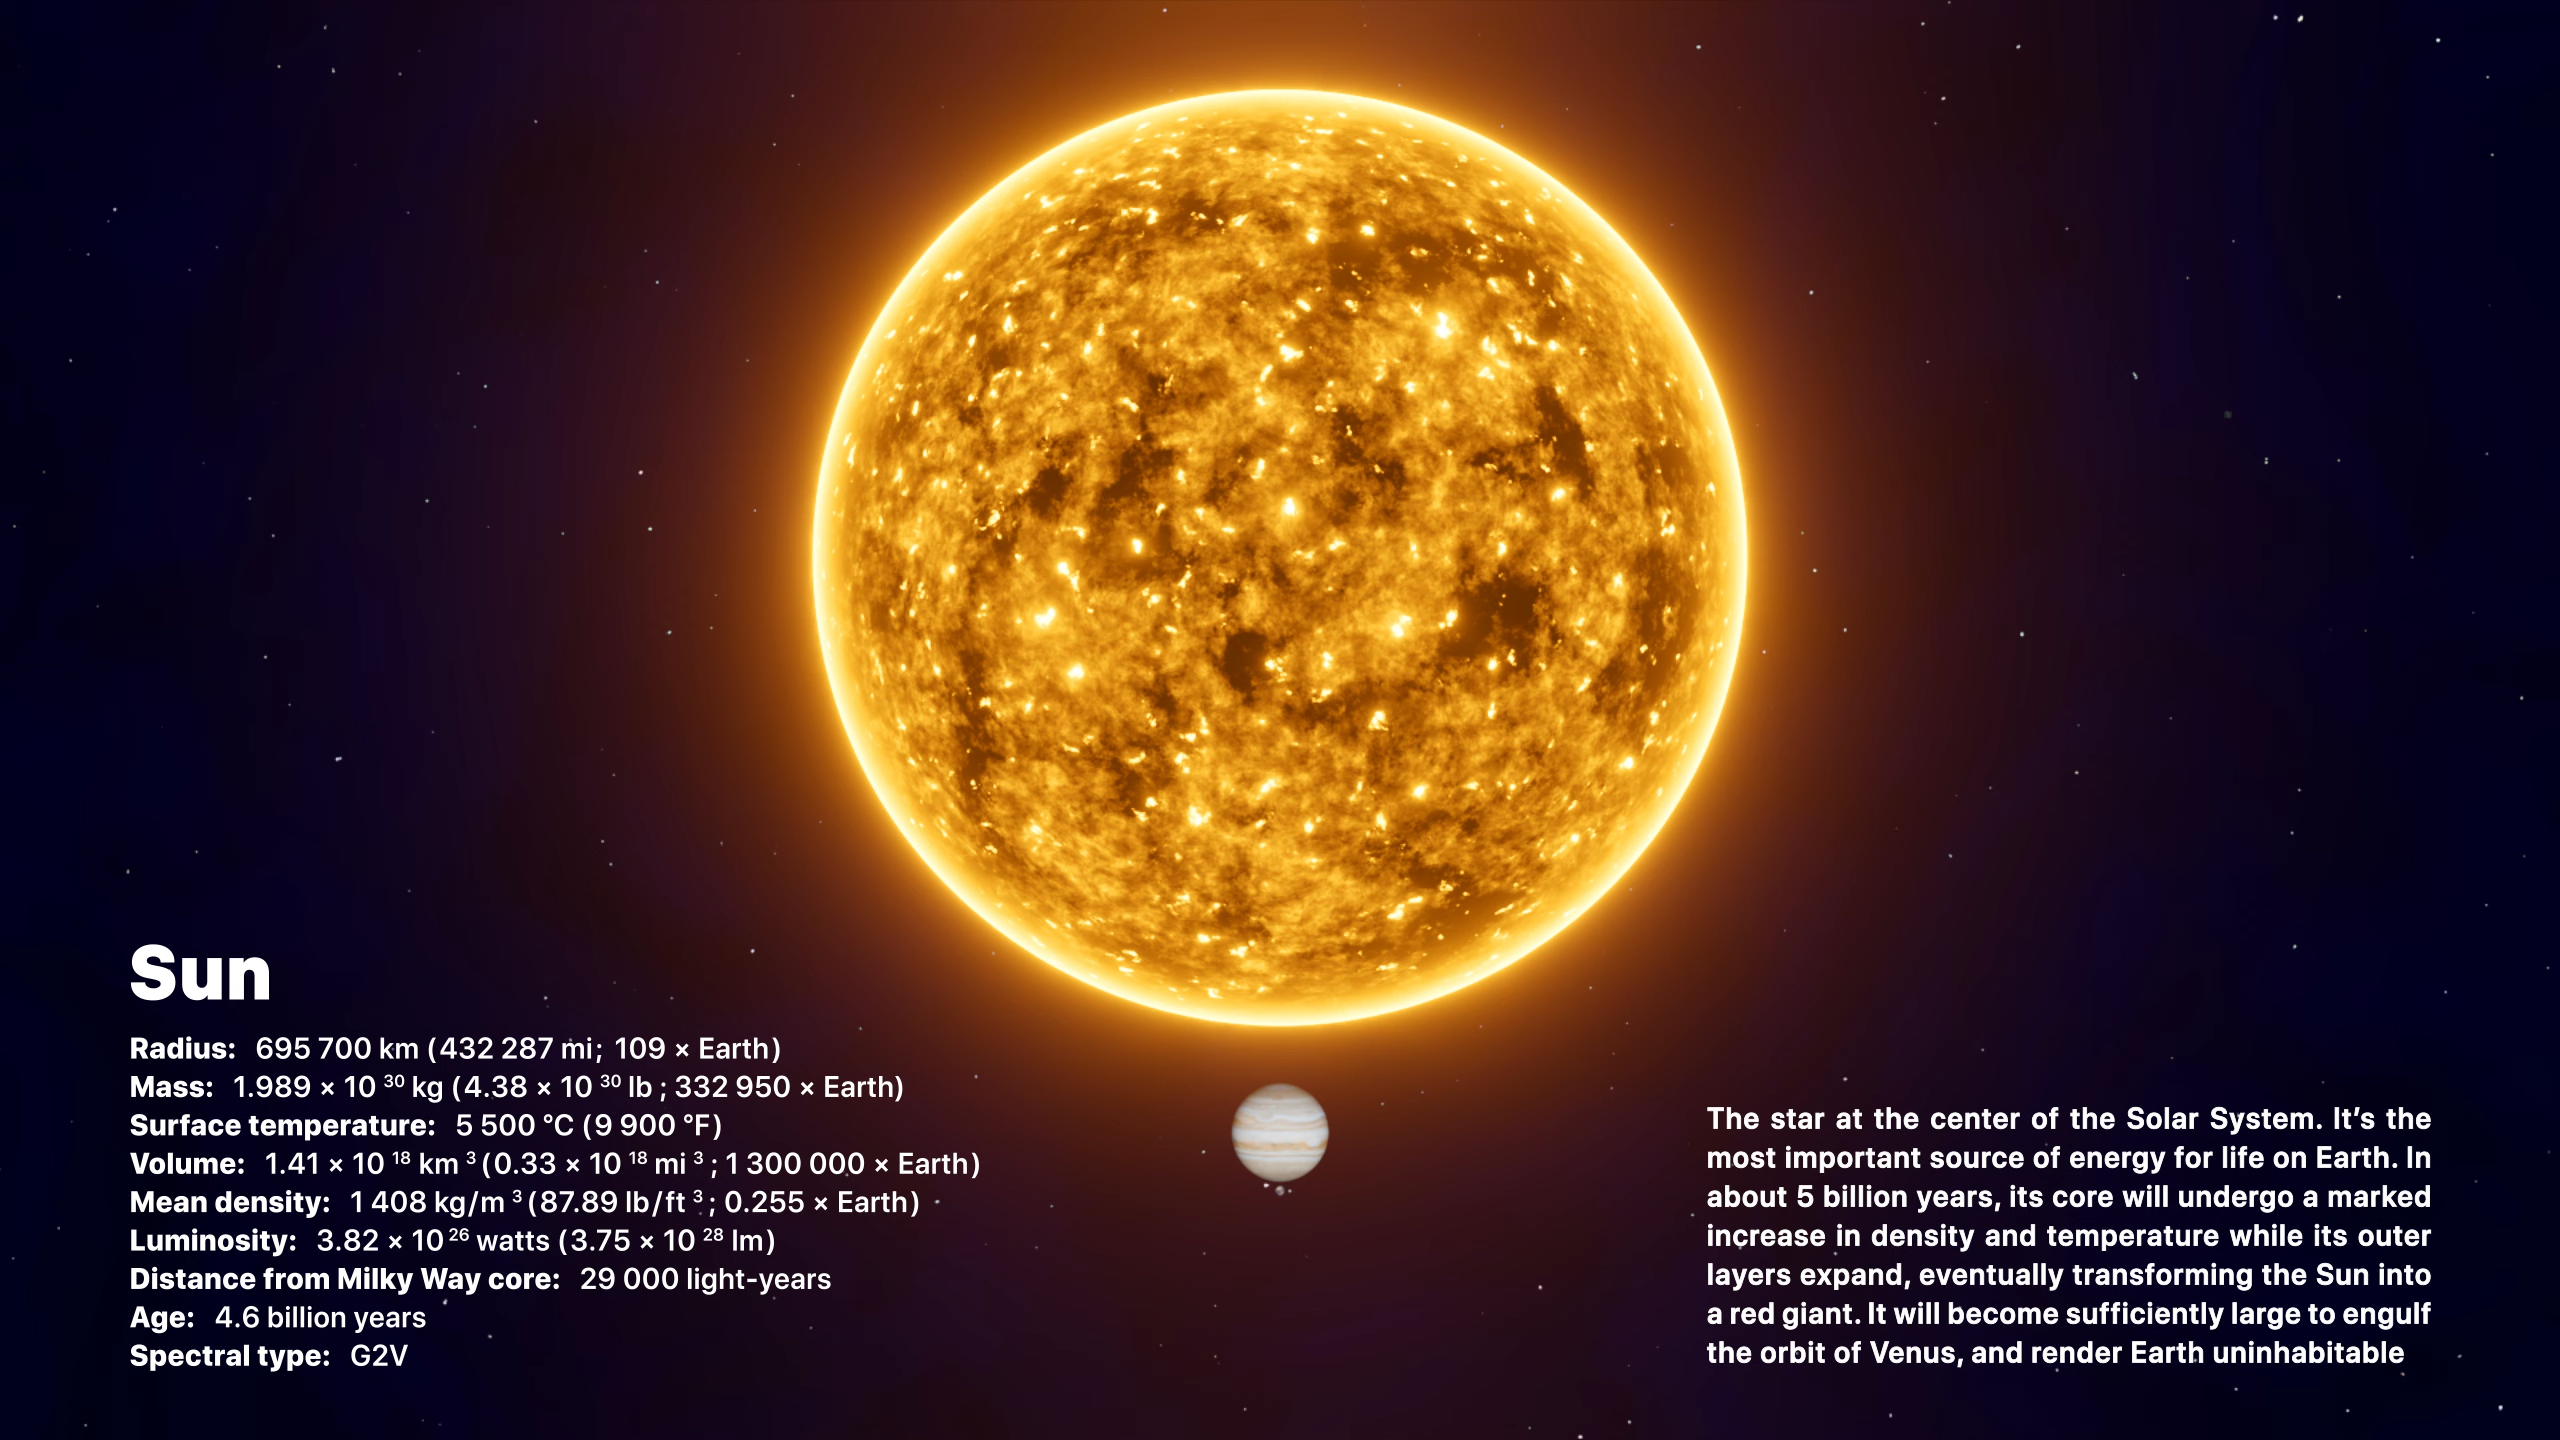 Sun
Radius: 695 700 km (432 287 mi; 109 × Earth)
Mass: 1.989 × 10 ³⁰ kg (4.38 × 10 ³⁰ lb ; 332 950 × Earth)
Surface temperature: 5 500 °C (9 900 °F)
Volume: 1.41 × 10 ¹⁸ km ³ (0.33 × 10 ¹⁸ mi ³ ; 1 300 000 × Earth)
Mean density: 1 408 kg/m ³ (87.89 lb/ft ³ ; 0.255 × Earth)
Luminosity: 3.82 × 10 ²⁶ watts (3.75 × 10 ²⁸ lm)
Distance from Milky Way core: 29 000 light-years
Age: 4.6 billion years
Spectral type: G2V
The star at the center of the Solar System. It’s the
most important source of energy for life on Earth. In
about 5 billion years, its core will undergo a marked
increase in density and temperature while its outer
layers expand, eventually transforming the Sun into
a red giant. It will become sufficiently large to engulf
the orbit of Venus, and render Earth uninhabitable